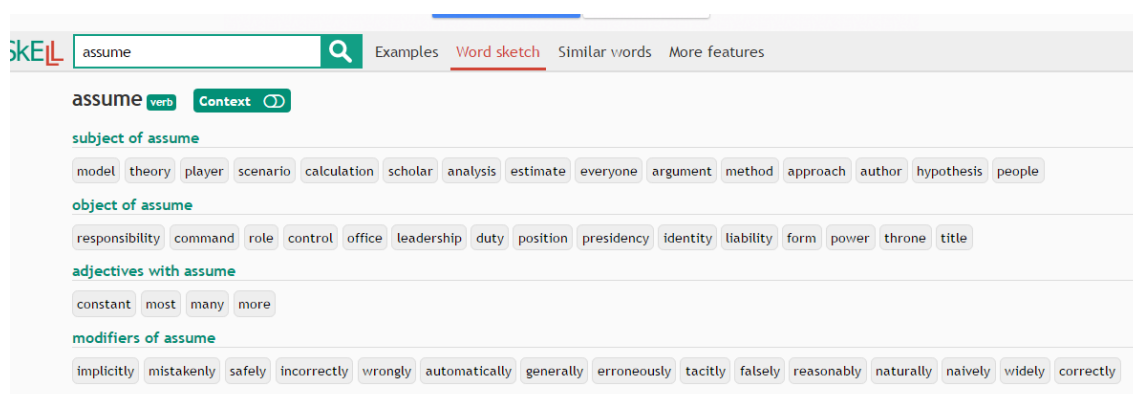 SkELL assume Examples Word sketch Similar words More features
assume verb Context
subject of assume
model theory player scenario calculation scholar analysis estimate everyone argument method approach author hypothesis people
object of assume
responsibility command role control office leadership duty position presidency identity liability form power throne title
adjectives with assume
constant most many more
modifiers of assume
implicitly mistakenly safely incorrectly wrongly automatically generally erroneously tacitly falsely reasonably naturally naively widely correctly